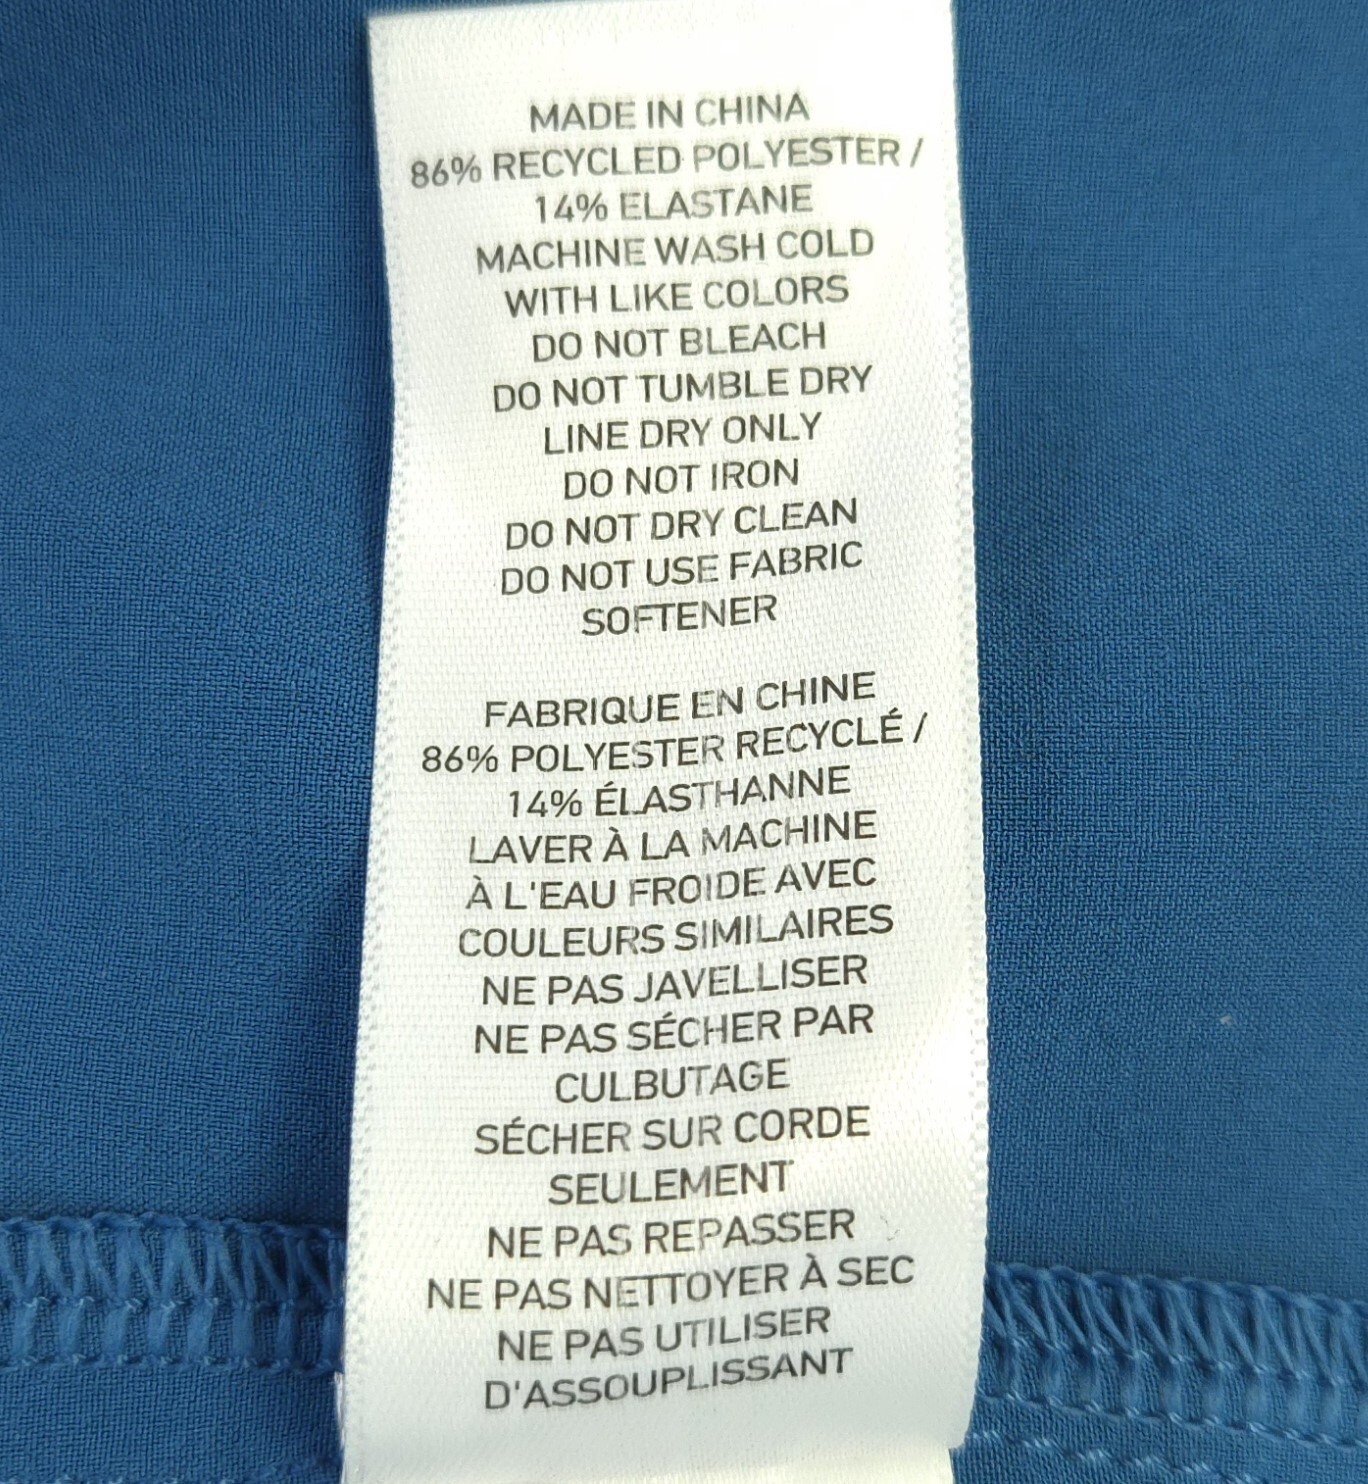 MADE IN CHINA
86% RECYCLED POLYESTER /
14% ELASTANE
MACHINE WASH COLD
WITH LIKE COLORS
DO NOT BLEACH
DO NOT TUMBLE DRY
LINE DRY ONLY
DO NOT IRON
DO NOT DRY CLEAN
DO NOT USE FABRIC
SOFTENER
FABRIQUE EN CHINE
86% POLYESTER RECYCLÉ /
14% ÉLASTHANNE
LAVER À LA MACHINE
À L'EAU FROIDE AVEC
COULEURS SIMILAIRES
NE PAS JAVELLISER
NE PAS SÉCHER PAR
CULBUTAGE
SÉCHER SUR CORDE
SEULEMENT
NE PAS REPASSER
NE PAS NETTOYER À SEC
NE PAS UTILISER
D'ASSOUPLISSANT